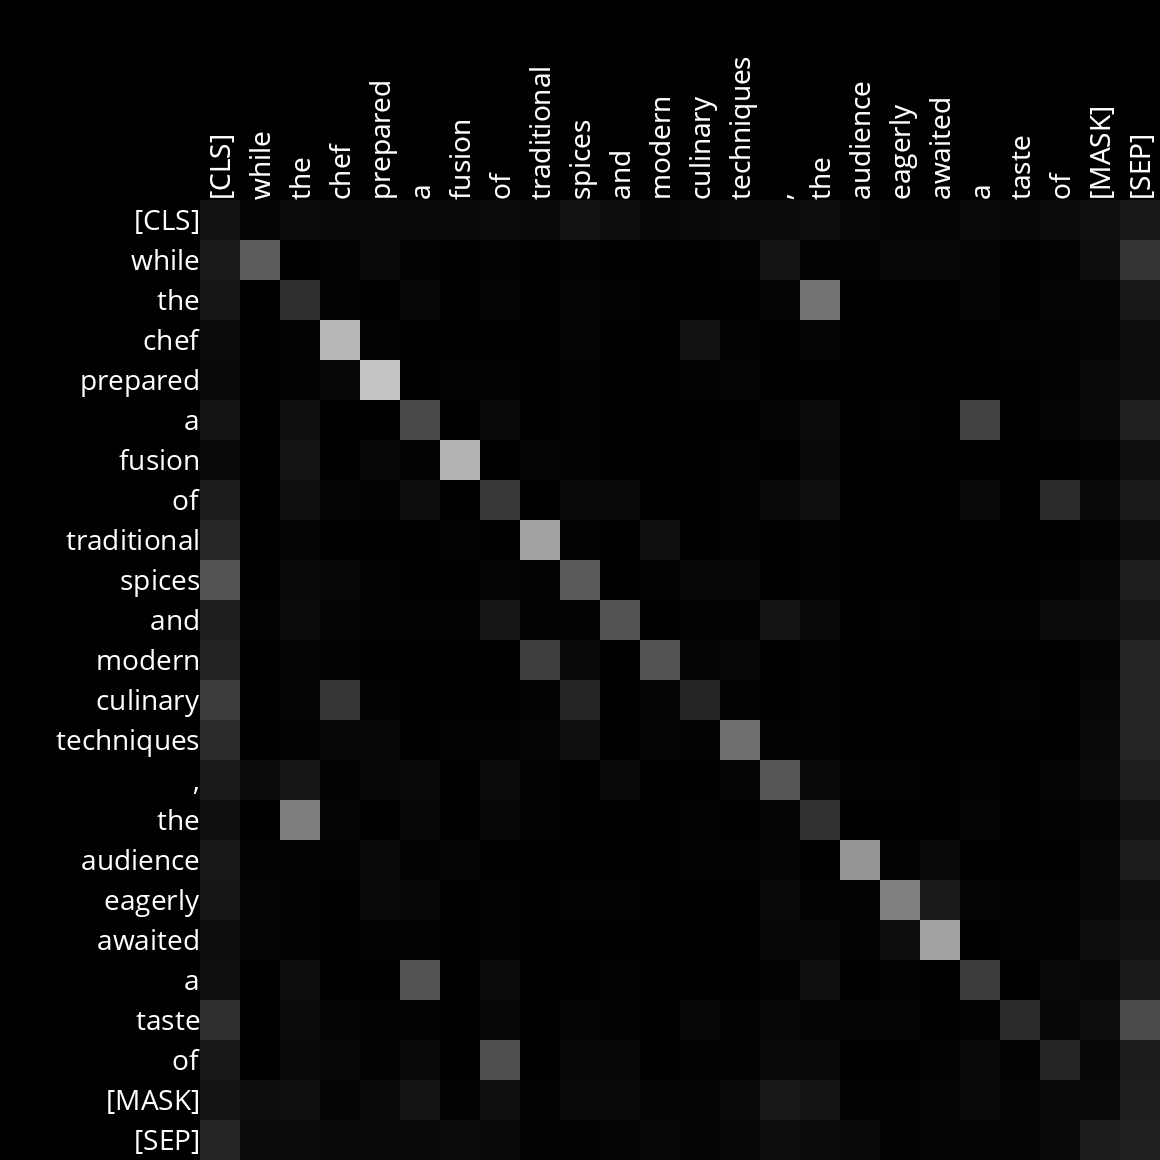 [CLS] while the chef prepared a fusion of traditional spices and modern culinary techniques , the audience eagerly awaited a taste of [MASK] [SEP]
[CLS]
while
the
chef
prepared
a
fusion
of
traditional
spices
and
modern
culinary
techniques
,
the
audience
eagerly
awaited
a
taste
of
[MASK]
[SEP]